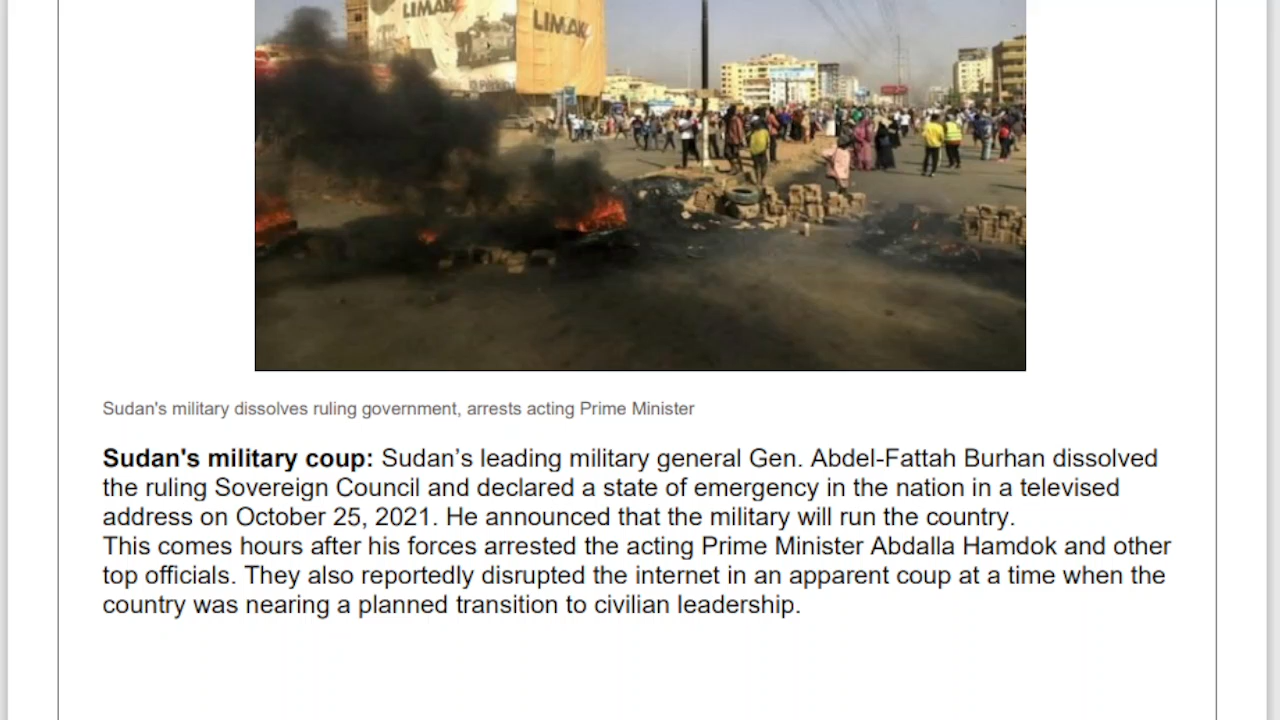 LIMAK
LIMAK
Sudan's military dissolves ruling government, arrests acting Prime Minister
Sudan's military coup: Sudan’s leading military general Gen. Abdel-Fattah Burhan dissolved
the ruling Sovereign Council and declared a state of emergency in the nation in a televised
address on October 25, 2021. He announced that the military will run the country.
This comes hours after his forces arrested the acting Prime Minister Abdalla Hamdok and other
top officials. They also reportedly disrupted the internet in an apparent coup at a time when the
country was nearing a planned transition to civilian leadership.